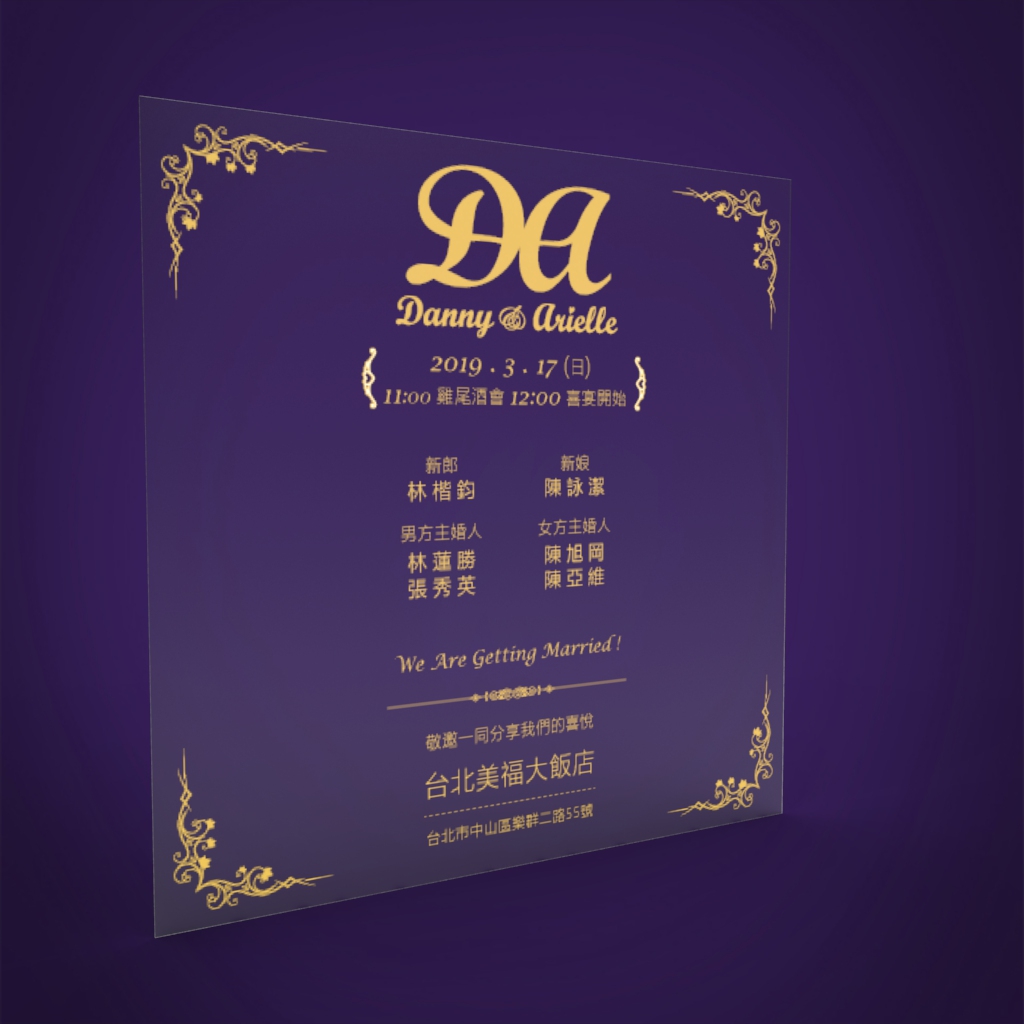 DA
Danny & Arielle
2019 . 3 . 17 (日)
11:00 雞尾酒會 12:00 喜宴開始
新郎 新娘
林楷鈞 陳詠潔
男方主婚人 女方主婚人
林蓮勝 陳旭岡
張秀英 陳亞維
We Are Getting Married!
敬邀一同分享我們的喜悅
台北美福大飯店
台北市中山區樂群二路55號